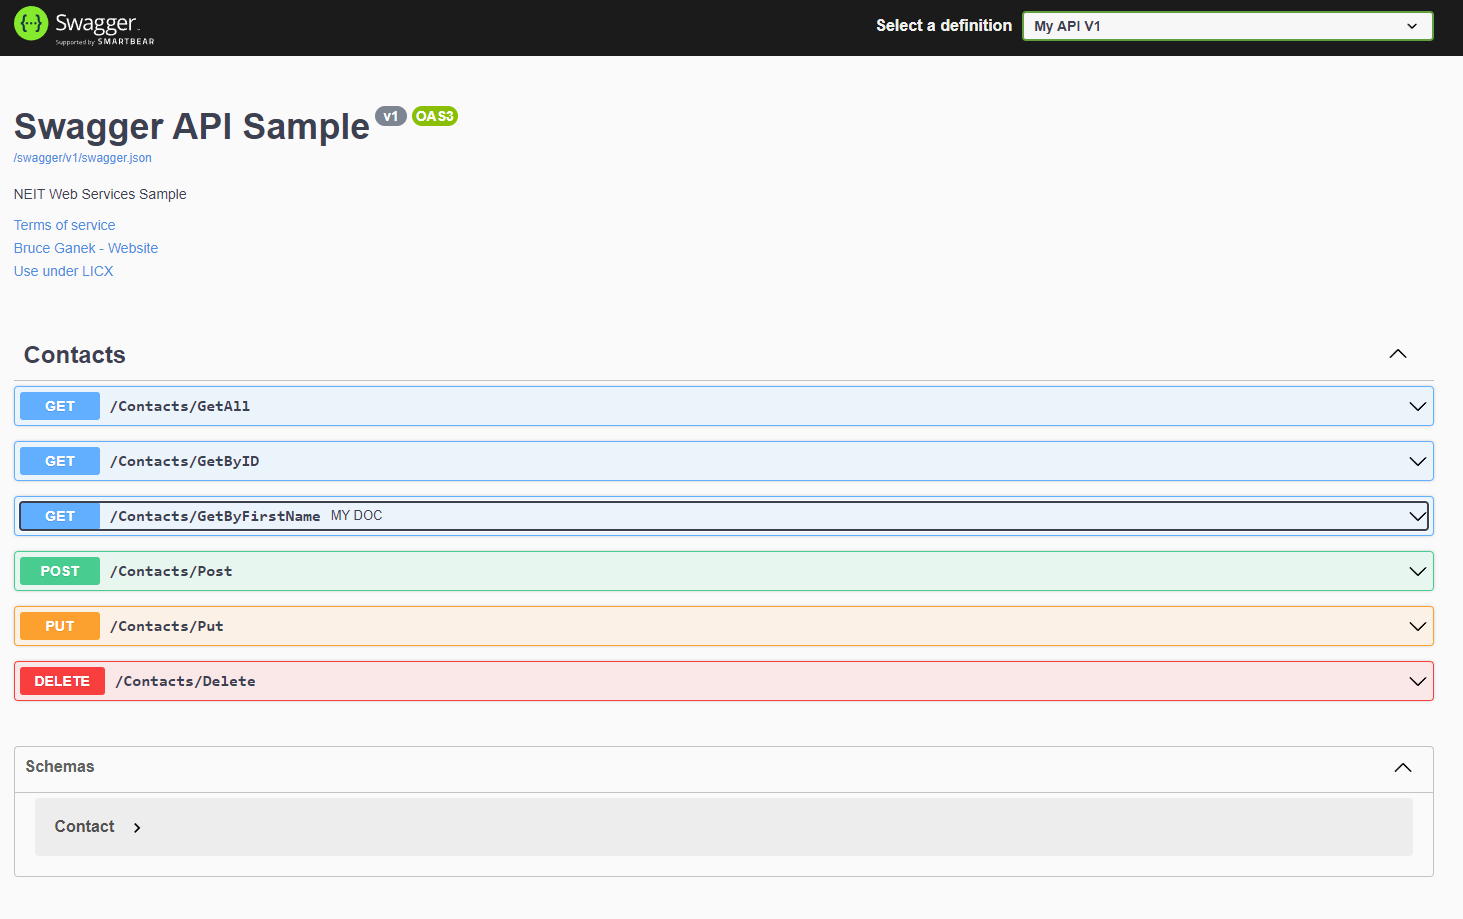 Swagger
Supported by SMARTBEAR
Select a definition
My API V1
Swagger API Sample v1 OAS3
/swagger/v1/swagger.json
NEIT Web Services Sample
Terms of service
Bruce Ganek - Website
Use under LICX
Contacts
GET /Contacts/GetAll
GET /Contacts/GetByID
GET /Contacts/GetByFirstName MY DOC
POST /Contacts/Post
PUT /Contacts/Put
DELETE /Contacts/Delete
Schemas
Contact